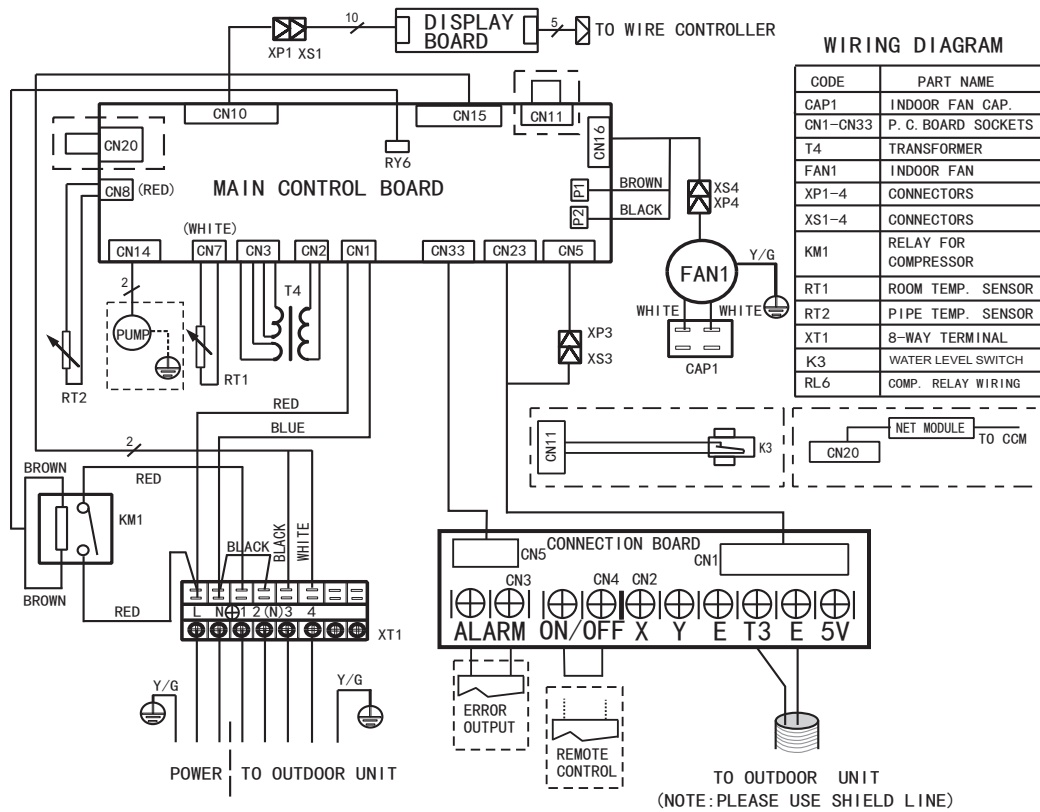 10
XP1 XS1
DISPLAY
BOARD
5
TO WIRE CONTROLLER
WIRING DIAGRAM
CODE PART NAME
CAP1 INDOOR FAN CAP.
CN1-CN33 P.C.BOARD SOCKETS
T4 TRANSFORMER
FAN1 INDOOR FAN
XP1-4 CONNECTORS
XS1-4 CONNECTORS
KM1 RELAY FOR
COMPRESSOR
RT1 ROOM TEMP. SENSOR
RT2 PIPE TEMP. SENSOR
XT1 8-WAY TERMINAL
K3 WATER LEVEL SWITCH
RL6 COMP. RELAY WIRING
CN10
CN15
CN11
CN16
CN20
RY6
CN8 (RED)
MAIN CONTROL BOARD
P1
P2
BROWN
BLACK
XS4
XP4
(WHITE)
CN14
CN7
CN3
CN2
CN1
CN33
CN23
CN5
FAN1
Y/G
WHITE
WHITE
CAP1
2
PUMP
T4
RT2
RT1
XP3
XS3
RED
BLUE
2
BROWN
RED
KM1
BROWN
RED
BLACK
BLACK
WHITE
L N 1 2(N)3 4
XT1
Y/G
Y/G
POWER
TO OUTDOOR UNIT
CN11
K3
CN20
NET MODULE
TO CCM
CN5
CONNECTION BOARD
CN1
CN3
CN4
CN2
ALARM ON/OFF X Y E T3 E 5V
ERROR
OUTPUT
REMOTE
CONTROL
TO OUTDOOR UNIT
(NOTE:PLEASE USE SHIELD LINE)